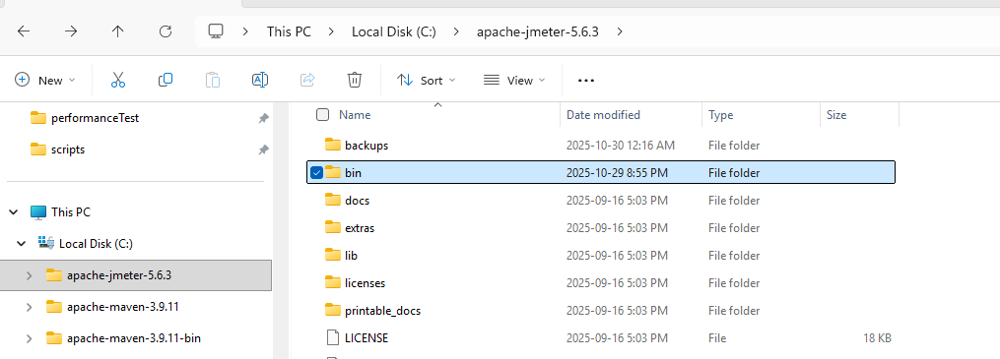 This PC > Local Disk (C:) > apache-jmeter-5.6.3 >
New Sort View
performanceTest
scripts
This PC
Local Disk (C:)
apache-jmeter-5.6.3
apache-maven-3.9.11
apache-maven-3.9.11-bin
Name Date modified Type Size
backups 2025-10-30 12:16 AM File folder
bin 2025-10-29 8:55 PM File folder
docs 2025-09-16 5:03 PM File folder
extras 2025-09-16 5:03 PM File folder
lib 2025-09-16 5:03 PM File folder
licenses 2025-09-16 5:03 PM File folder
printable_docs 2025-09-16 5:03 PM File folder
LICENSE 2025-09-16 5:03 PM File 18 KB